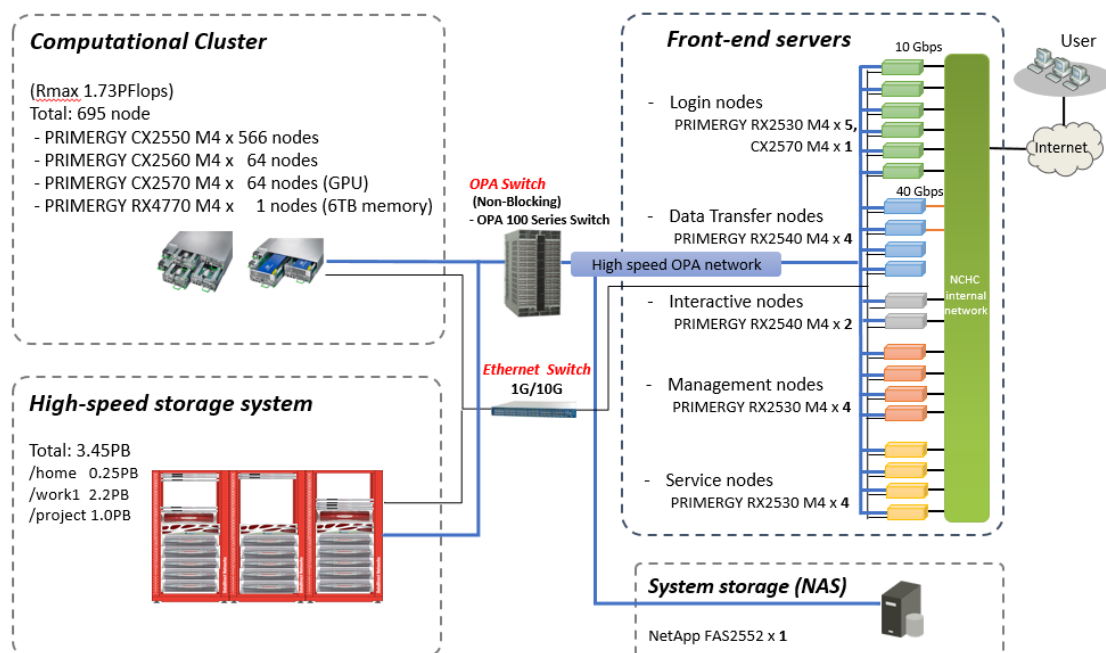 Computational Cluster
(Rmax 1.73PFlops)
Total: 695 node
- PRIMERGY CX2550 M4 x 566 nodes
- PRIMERGY CX2560 M4 x 64 nodes
- PRIMERGY CX2570 M4 x 64 nodes (GPU)
- PRIMERGY RX4770 M4 x 1 nodes (6TB memory)
High-speed storage system
Total: 3.45PB
/home 0.25PB
/work1 2.2PB
/project 1.0PB
OPA Switch
(Non-Blocking)
- OPA 100 Series Switch
High speed OPA network
Ethernet Switch
1G/10G
Front-end servers
10 Gbps
- Login nodes
PRIMERGY RX2530 M4 x 5,
CX2570 M4 x 1
40 Gbps
- Data Transfer nodes
PRIMERGY RX2540 M4 x 4
- Interactive nodes
PRIMERGY RX2540 M4 x 2
- Management nodes
PRIMERGY RX2530 M x 4
- Service nodes
PRIMERGY RX2530 M4 x 4
NCHC
internal
network
User
Internet
System storage (NAS)
NetApp FAS2552 x 1